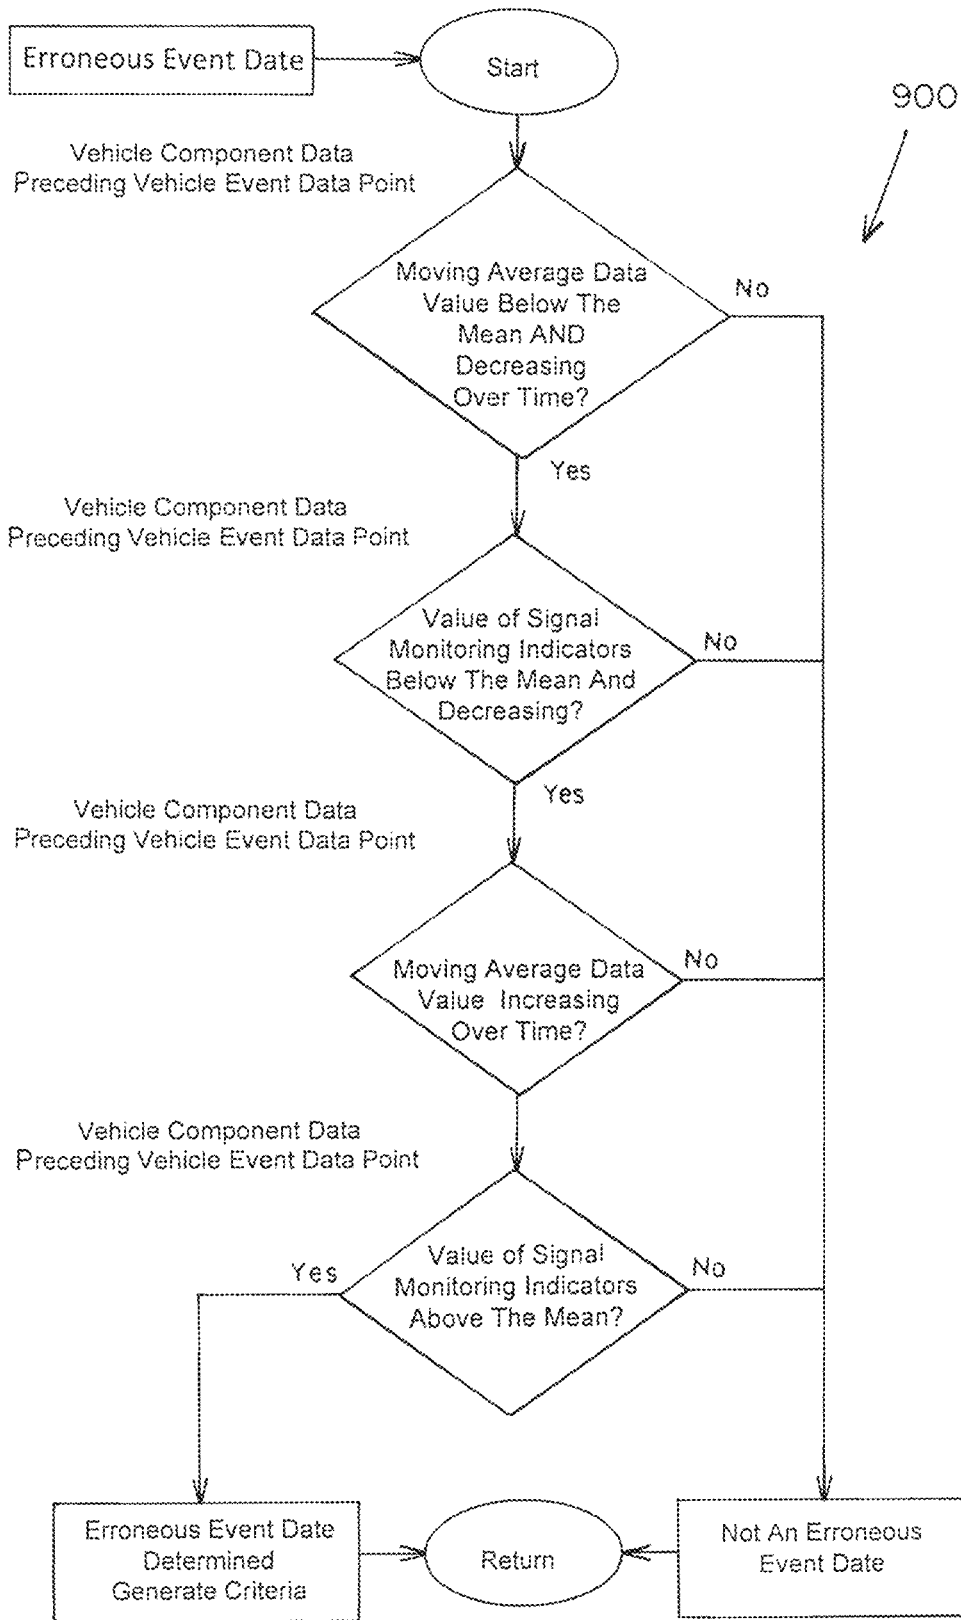 Erroneous Event Date
Start
900
Vehicle Component Data
Preceding Vehicle Event Data Point
Moving Average Data
Value Below The
Mean AND
Decreasing
Over Time?
No
Yes
Vehicle Component Data
Preceding Vehicle Event Data Point
Value of Signal
Monitoring Indicators
Below The Mean And
Decreasing?
No
Yes
Vehicle Component Data
Preceding Vehicle Event Data Point
Moving Average Data
Value Increasing
Over Time?
No
Vehicle Component Data
Preceding Vehicle Event Data Point
Value of Signal
Monitoring Indicators
Above The Mean?
Yes
No
Erroneous Event Date
Determined
Generate Criteria
Return
Not An Erroneous
Event Date